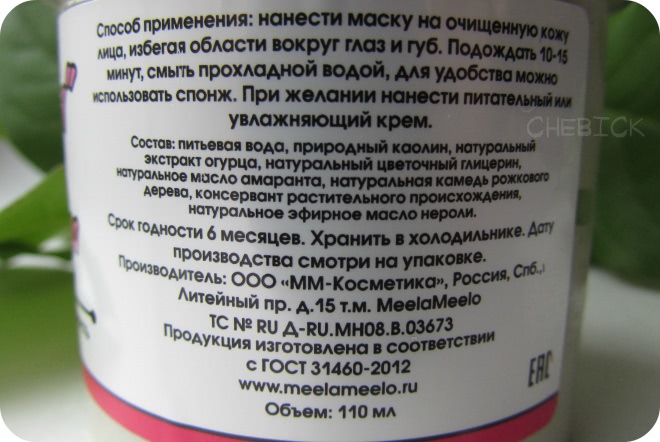 Способ применения: нанести маску на очищенную кожу
лица, избегая области вокруг глаз и губ. Подождать 10-15
минут, смыть прохладной водой, для удобства можно
использовать спонж. При желании нанести питательный или
увлажняющий крем.
CHEBICK
Состав: питьевая вода, природный каолин, натуральный
экстракт огурца, натуральный цветочный глицерин,
натуральное масло амаранта, натуральная камедь рожкового
дерева, консервант растительного происхождения,
натуральное эфирное масло нероли.
Срок годности 6 месяцев. Хранить в холодильнике. Дату
производства смотри на упаковке.
Производитель: ООО «ММ-Косметика», Россия, Спб.,
Литейный пр. д.15 т.м. MeelaMeelo
ТС № RU Д-RU.МН08.В.03673
Продукция изготовлена в соответствии
с ГОСТ 31460-2012
www.meelameelo.ru
Объем: 110 мл
EAC